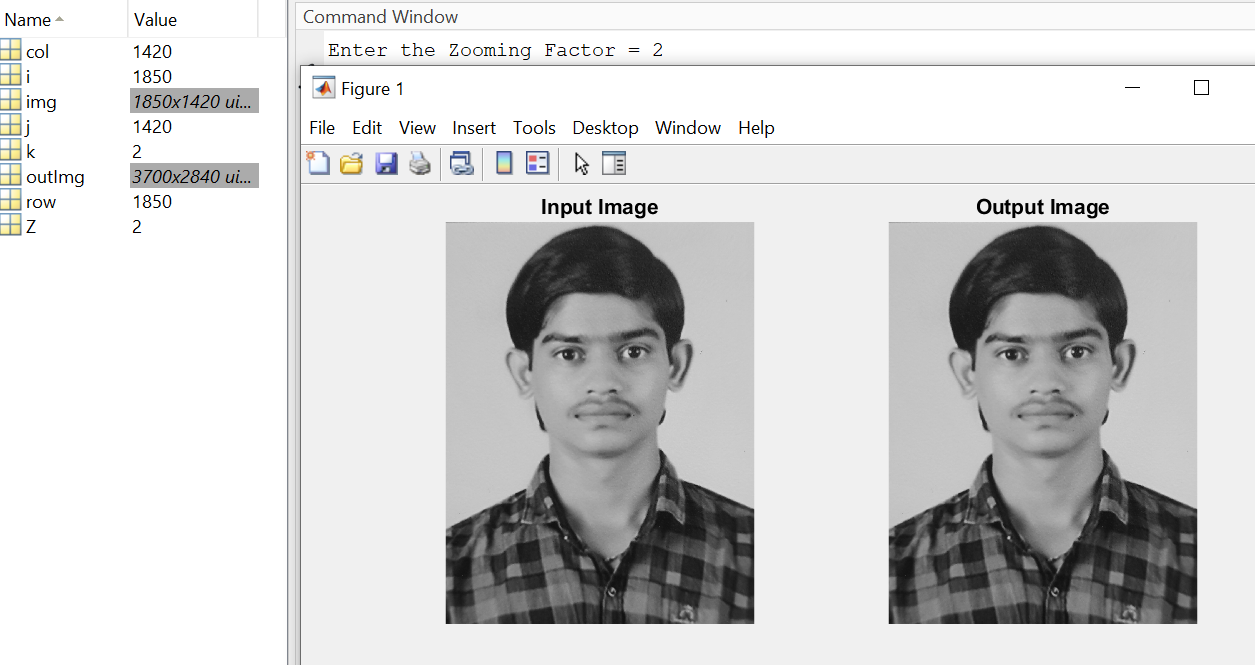 Name Value
col 1420
i 1850
img 1850x1420 ui...
j 1420
k 2
outImg 3700x2840 ui...
row 1850
Z 2
Command Window
Enter the Zooming Factor = 2
Figure 1
File Edit View Insert Tools Desktop Window Help
Input Image Output Image